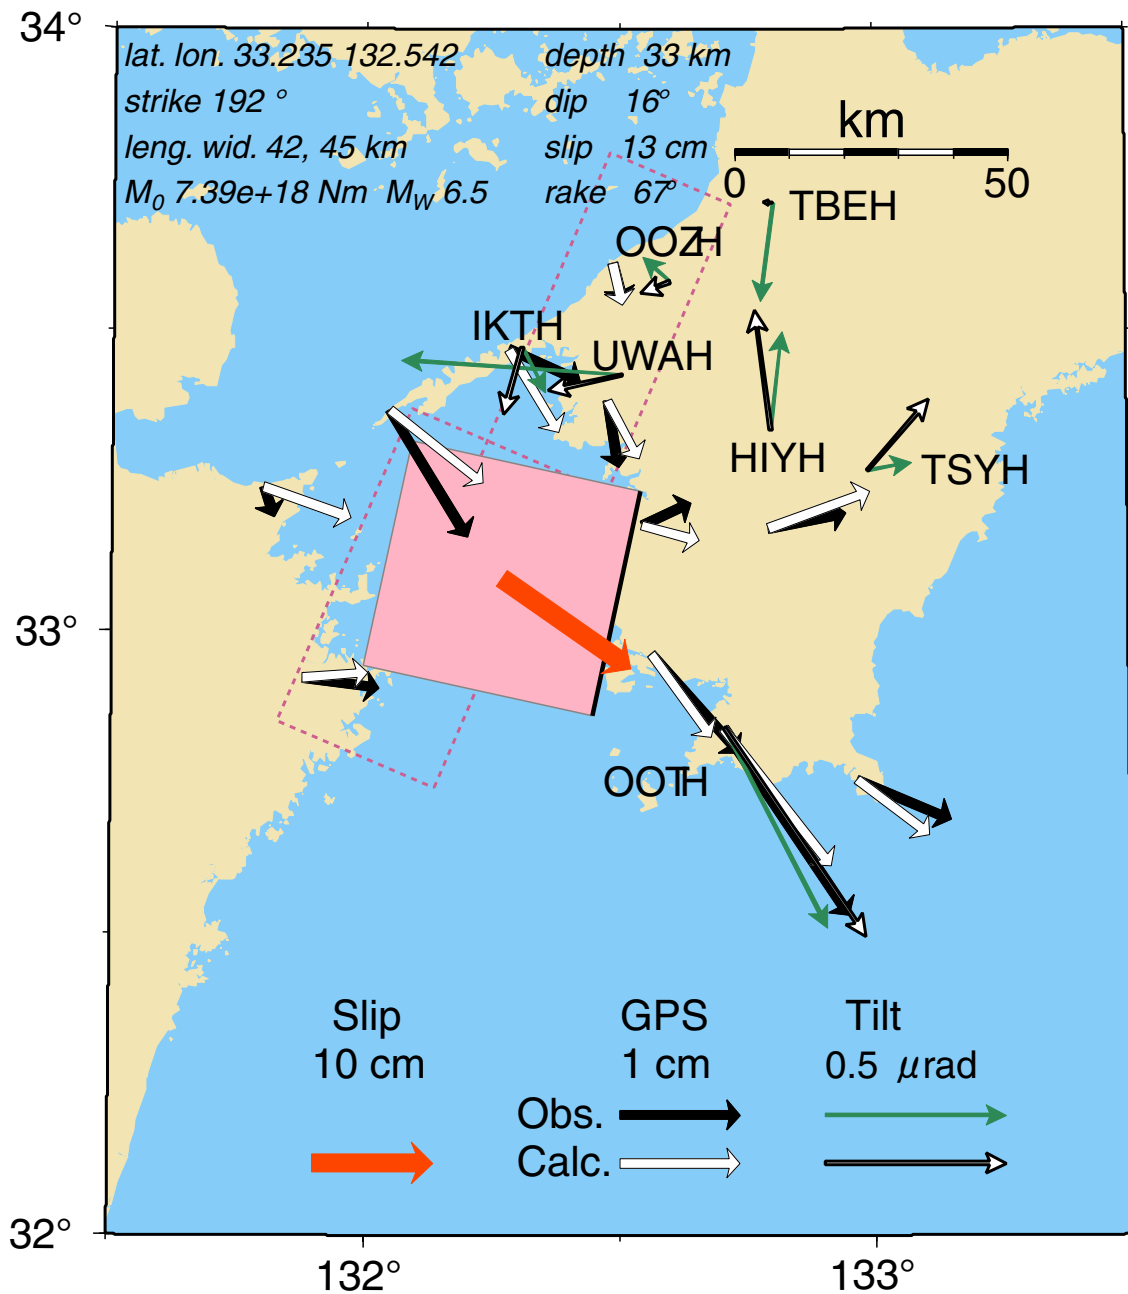 34°
lat. lon. 33.235 132.542 depth 33 km
strike 192 ° dip 16°
leng. wid. 42, 45 km slip 13 cm
M0 7.39e+18 Nm MW 6.5 rake 67°
km
0 50
TBEH
OOZH
IKTH
UWAH
HIYH
TSYH
33°
OOTH
Slip GPS Tilt
10 cm 1 cm 0.5 μrad
Obs.
Calc.
32°
132° 133°